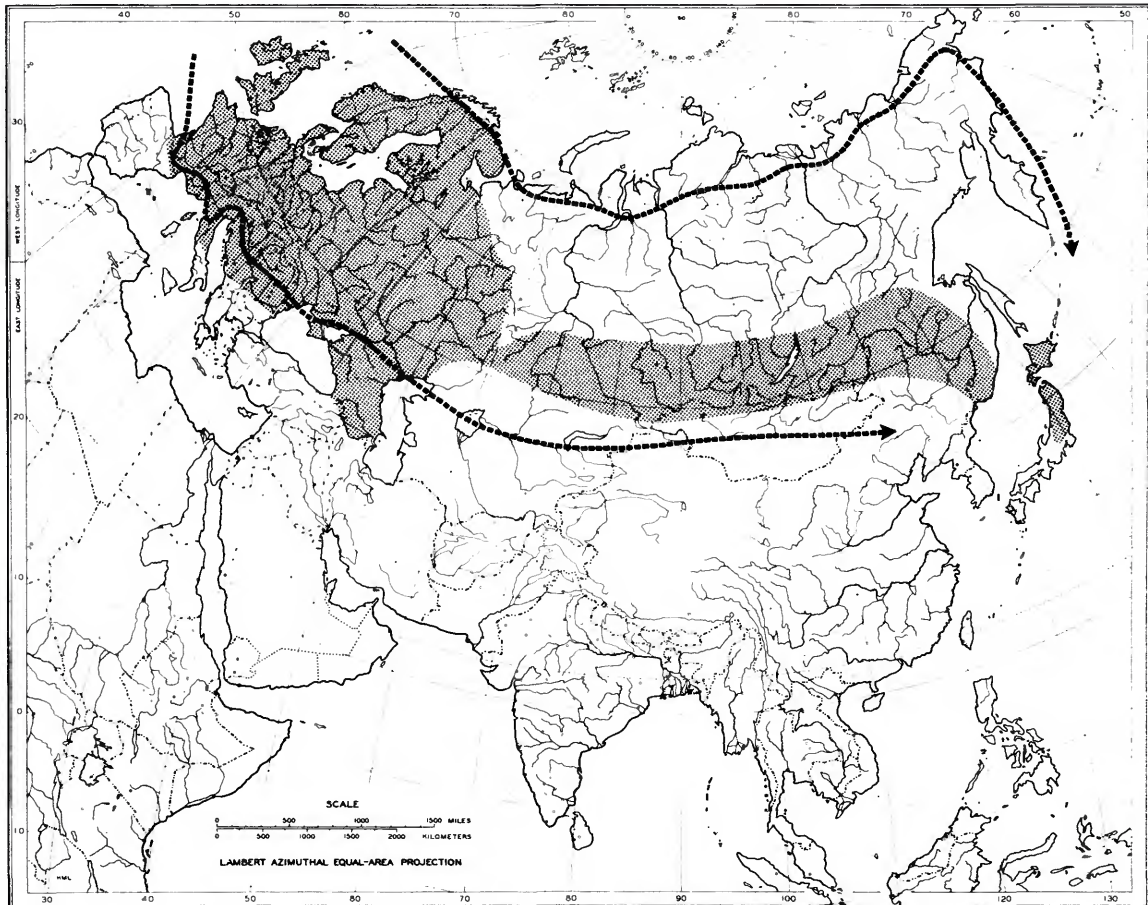 40 50 60 70 80 90 80 70 60 50
30
WEST LONGITUDE
EAST LONGITUDE
20
10
0
10
SCALE
0 500 1000 1500 MILES
0 500 1000 1500 2000 KILOMETERS
LAMBERT AZIMUTHAL EQUAL-AREA PROJECTION
HML
30 40 50 60 70 80 90 100 110 120 130